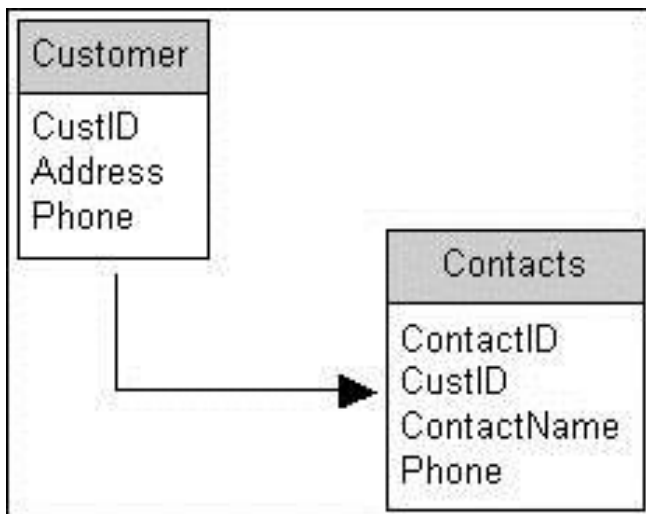 Customer
CustID
Address
Phone
Contacts
ContactID
CustID
ContactName
Phone